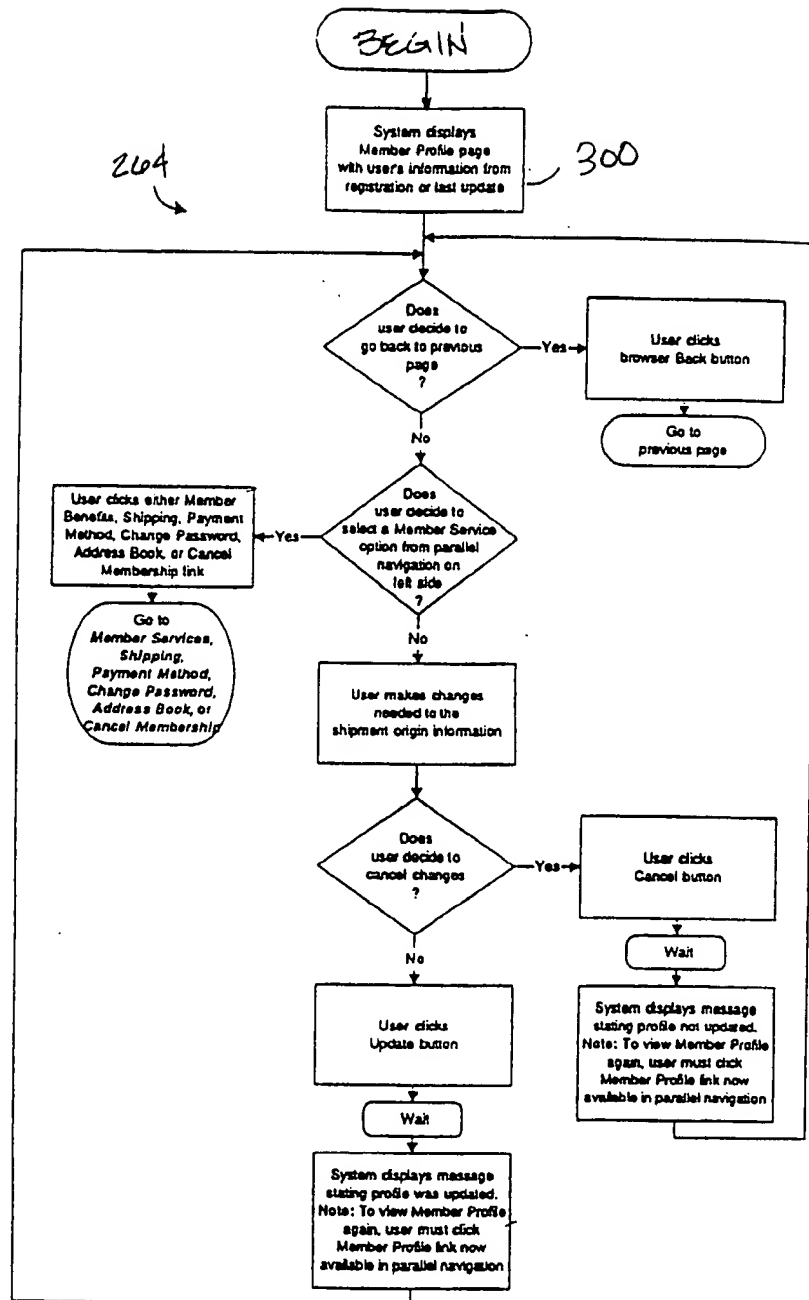 BEGIN
System displays
Member Profile page
with user's information from
registration or last update
300
264
Does
user decide to
go back to previous
page
?
Yes
User clicks
browser Back button
Go to
previous page
No
Does
user decide to
select a Member Service
option from parallel
navigation on
left side
?
Yes
User clicks either Member
Benefits, Shipping, Payment
Method, Change Password,
Address Book, or Cancel
Membership link
Go to
Member Services,
Shipping,
Payment Method,
Change Password,
Address Book, or
Cancel Membership
No
User makes changes
needed to the
shipment origin information
Does
user decide to
cancel changes
?
Yes
User clicks
Cancel button
Wait
System displays message
stating profile not updated.
Note: To view Member Profile
again, user must click
Member Profile link now
available in parallel navigation
No
User clicks
Update button
Wait
System displays message
stating profile was updated.
Note: To view Member Profile
again, user must click
Member Profile link now
available in parallel navigation